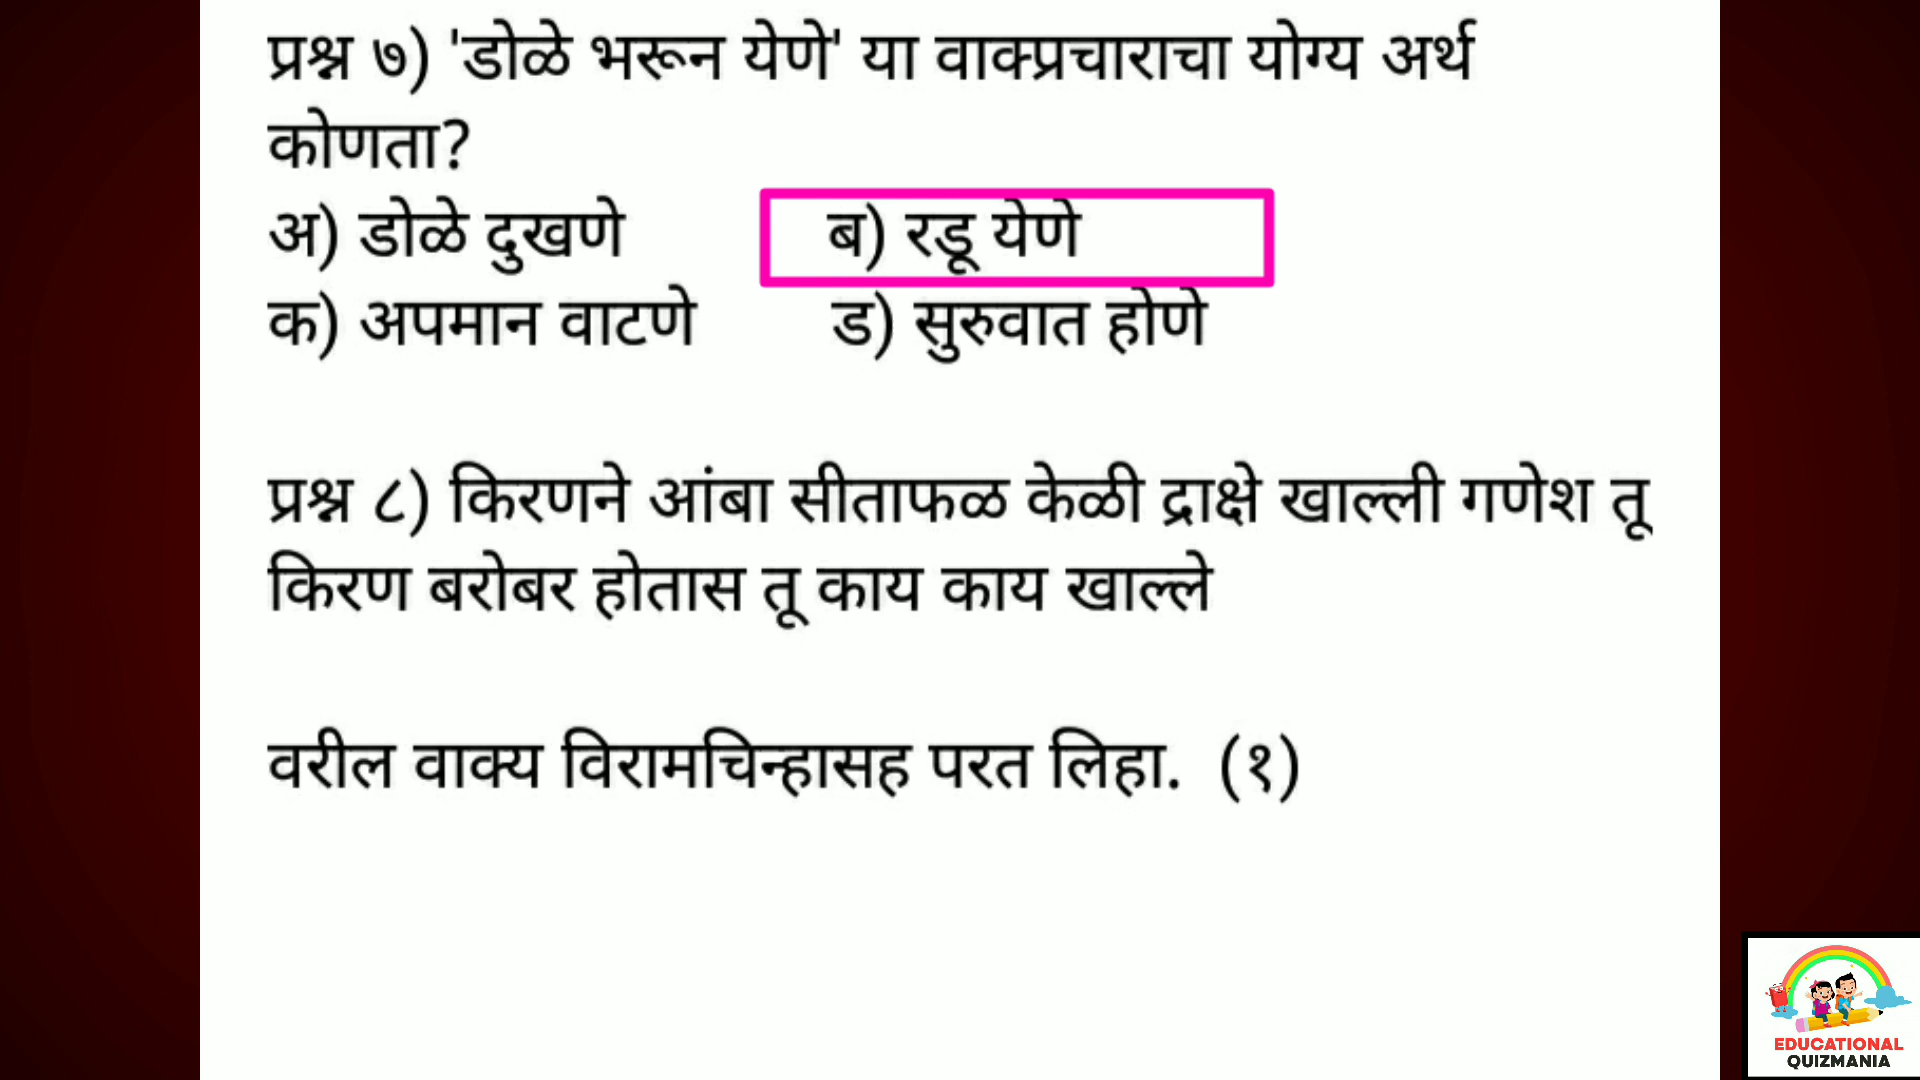 प्रश्न ७) 'डोळे भरून येणे' या वाक्प्रचाराचा योग्य अर्थ
कोणता?
अ) डोळे दुखणे ब) रडू येणे
क) अपमान वाटणे ड) सुरुवात होणे
प्रश्न ८) किरणने आंबा सीताफळ केळी द्राक्षे खाल्ली गणेश तू
किरण बरोबर होतास तू काय काय खाल्ले
वरील वाक्य विरामचिन्हासह परत लिहा. (१)
EDUCATIONAL
QUIZMANIA